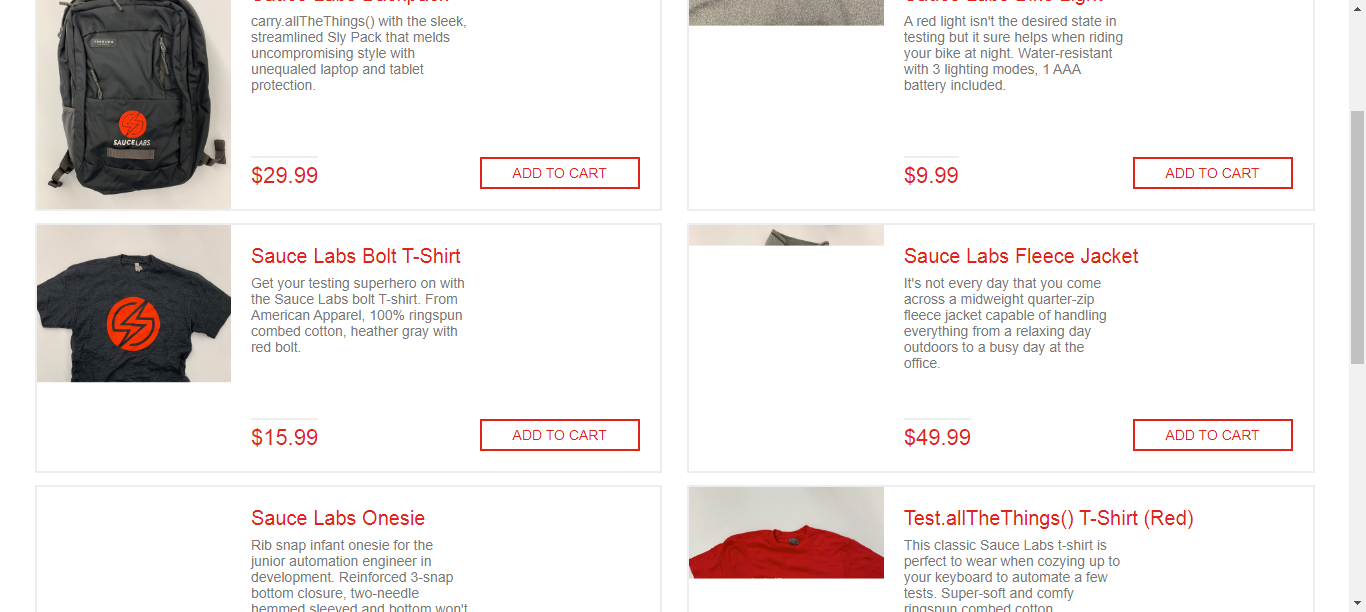 Sauce Labs Backpack
carry.allTheThings() with the sleek,
streamlined Sly Pack that melds
uncompromising style with
unequaled laptop and tablet
protection.
SAUCELABS
$29.99
ADD TO CART
Sauce Labs Bike Light
A red light isn't the desired state in
testing but it sure helps when riding
your bike at night. Water-resistant
with 3 lighting modes, 1 AAA
battery included.
$9.99
ADD TO CART
Sauce Labs Bolt T-Shirt
Get your testing superhero on with
the Sauce Labs bolt T-shirt. From
American Apparel, 100% ringspun
combed cotton, heather gray with
red bolt.
$15.99
ADD TO CART
Sauce Labs Fleece Jacket
It's not every day that you come
across a midweight quarter-zip
fleece jacket capable of handling
everything from a relaxing day
outdoors to a busy day at the
office.
$49.99
ADD TO CART
Sauce Labs Onesie
Rib snap infant onesie for the
junior automation engineer in
development. Reinforced 3-snap
bottom closure, two-needle
hemmed sleeved and bottom won't
Test.allTheThings() T-Shirt (Red)
This classic Sauce Labs t-shirt is
perfect to wear when cozying up to
your keyboard to automate a few
tests. Super-soft and comfy
ringspun combed cotton.